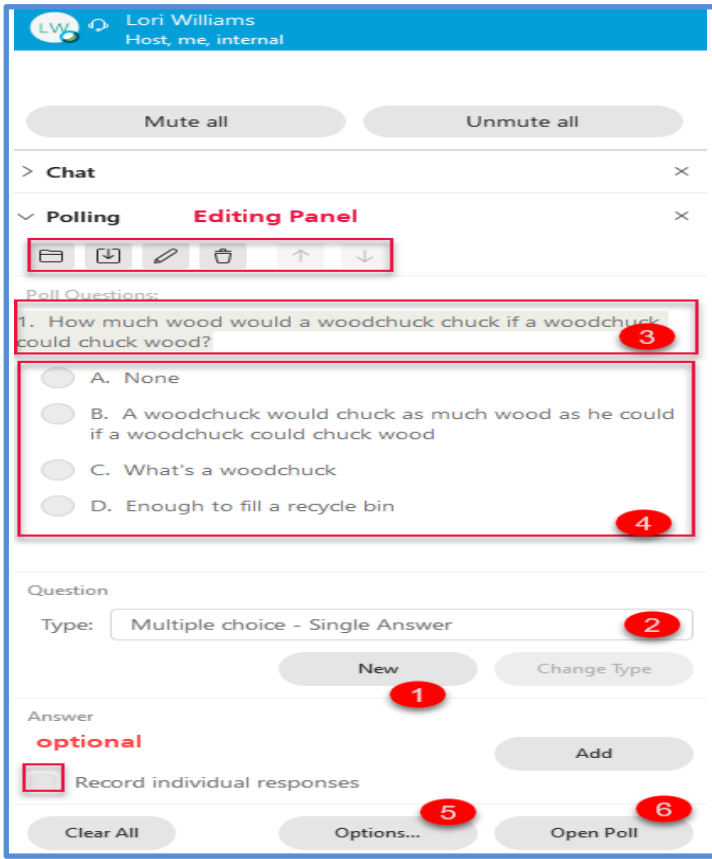 LW Lori Williams
Host, me, internal
Mute all Unmute all
> Chat ×
Polling Editing Panel ×
Poll Questions:
1. How much wood would a woodchuck chuck if a woodchuck
could chuck wood? 3
A. None
B. A woodchuck would chuck as much wood as he could
if a woodchuck could chuck wood
C. What's a woodchuck
D. Enough to fill a recycle bin
4
Question
Type: Multiple choice - Single Answer 2
New Change Type
1
Answer
optional
Add
Record individual responses
5 6
Clear All Options... Open Poll